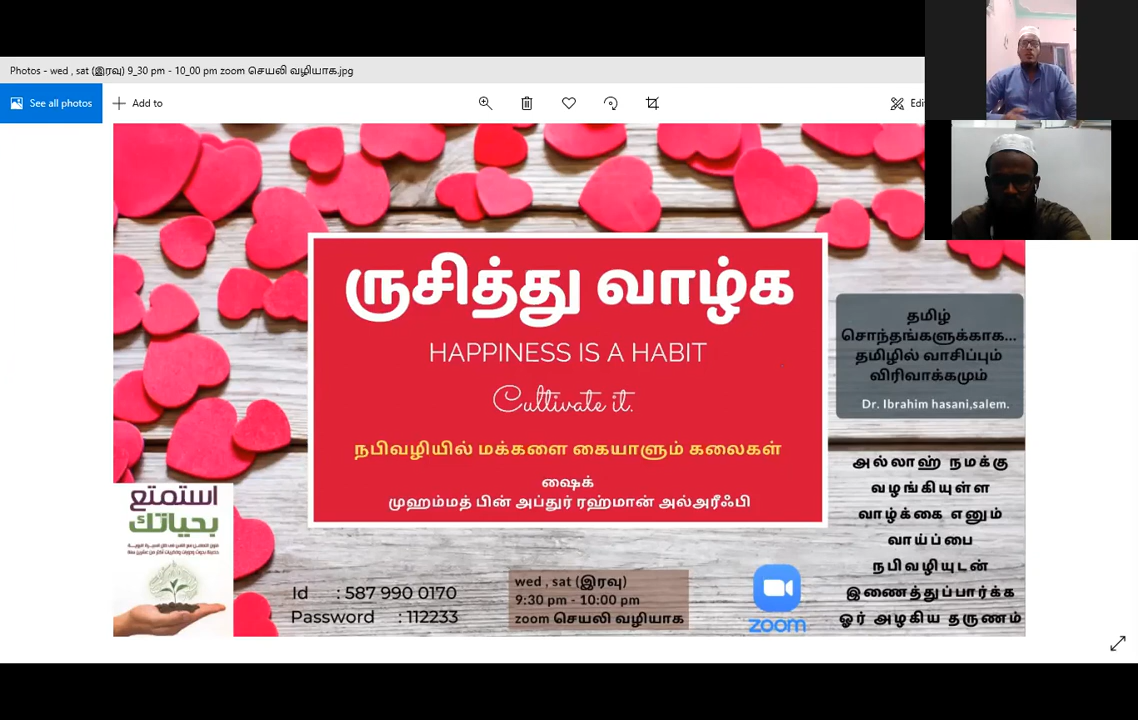 Photos - wed , sat (இரவு) 9_30 pm - 10_00 pm zoom செயலி வழியாக.jpg
See all photos
Add to
ருசித்து வாழ்க
HAPPINESS IS A HABIT
Cultivate it.
நபிவழியில் மக்களை கையாளும் கலைகள்
ஷைக்
முஹம்மத் பின் அப்துர் ரஹ்மான் அல்அரீஃபி
தமிழ்
சொந்தங்களுக்காக...
தமிழில் வாசிப்பும்
விரிவாக்கமும்
Dr. Ibrahim hasani,salem.
அல்லாஹ் நமக்கு
வழங்கியுள்ள
வாழ்க்கை எனும்
வாய்ப்பை
நபிவழியுடன்
இணைத்துப்பார்க்க
ஓர் அழகிய தருணம்
استمتع
بحياتك
Id : 587 990 0170
Password : 112233
wed , sat (இரவு)
9:30 pm - 10:00 pm
zoom செயலி வழியாக
zoom